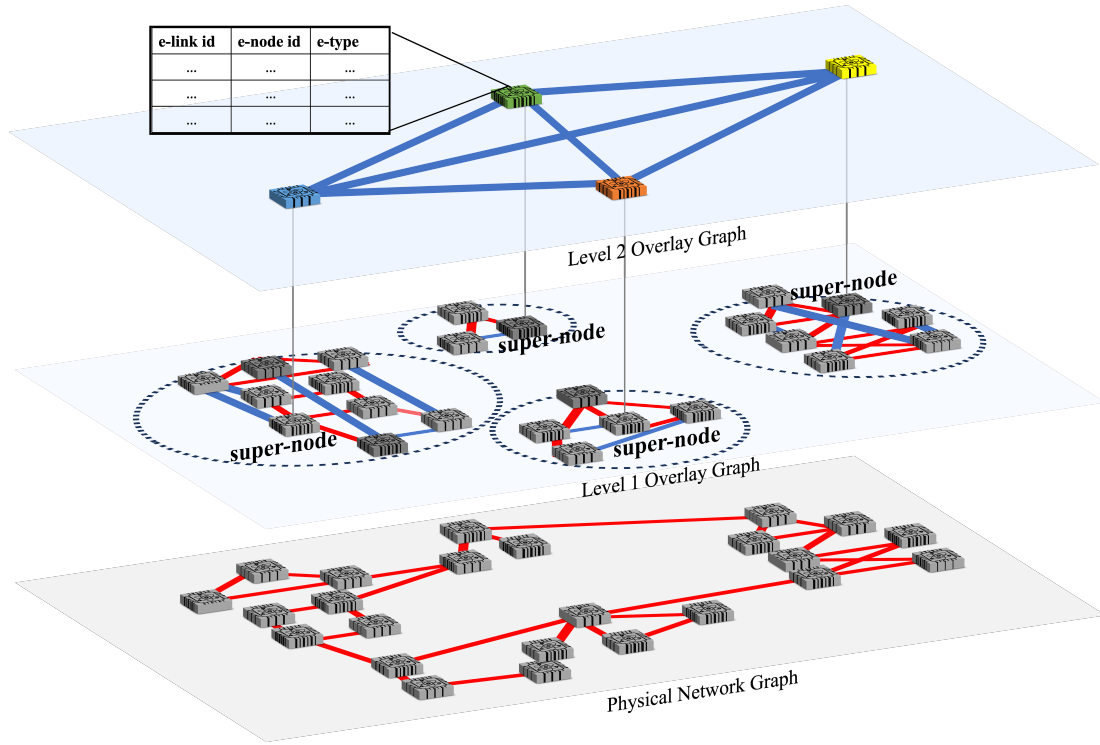 e-link id e-node id e-type
... ... ...
... ... ...
... ... ...
Level 2 Overlay Graph
super-node
super-node
super-node
super-node
Level 1 Overlay Graph
Physical Network Graph